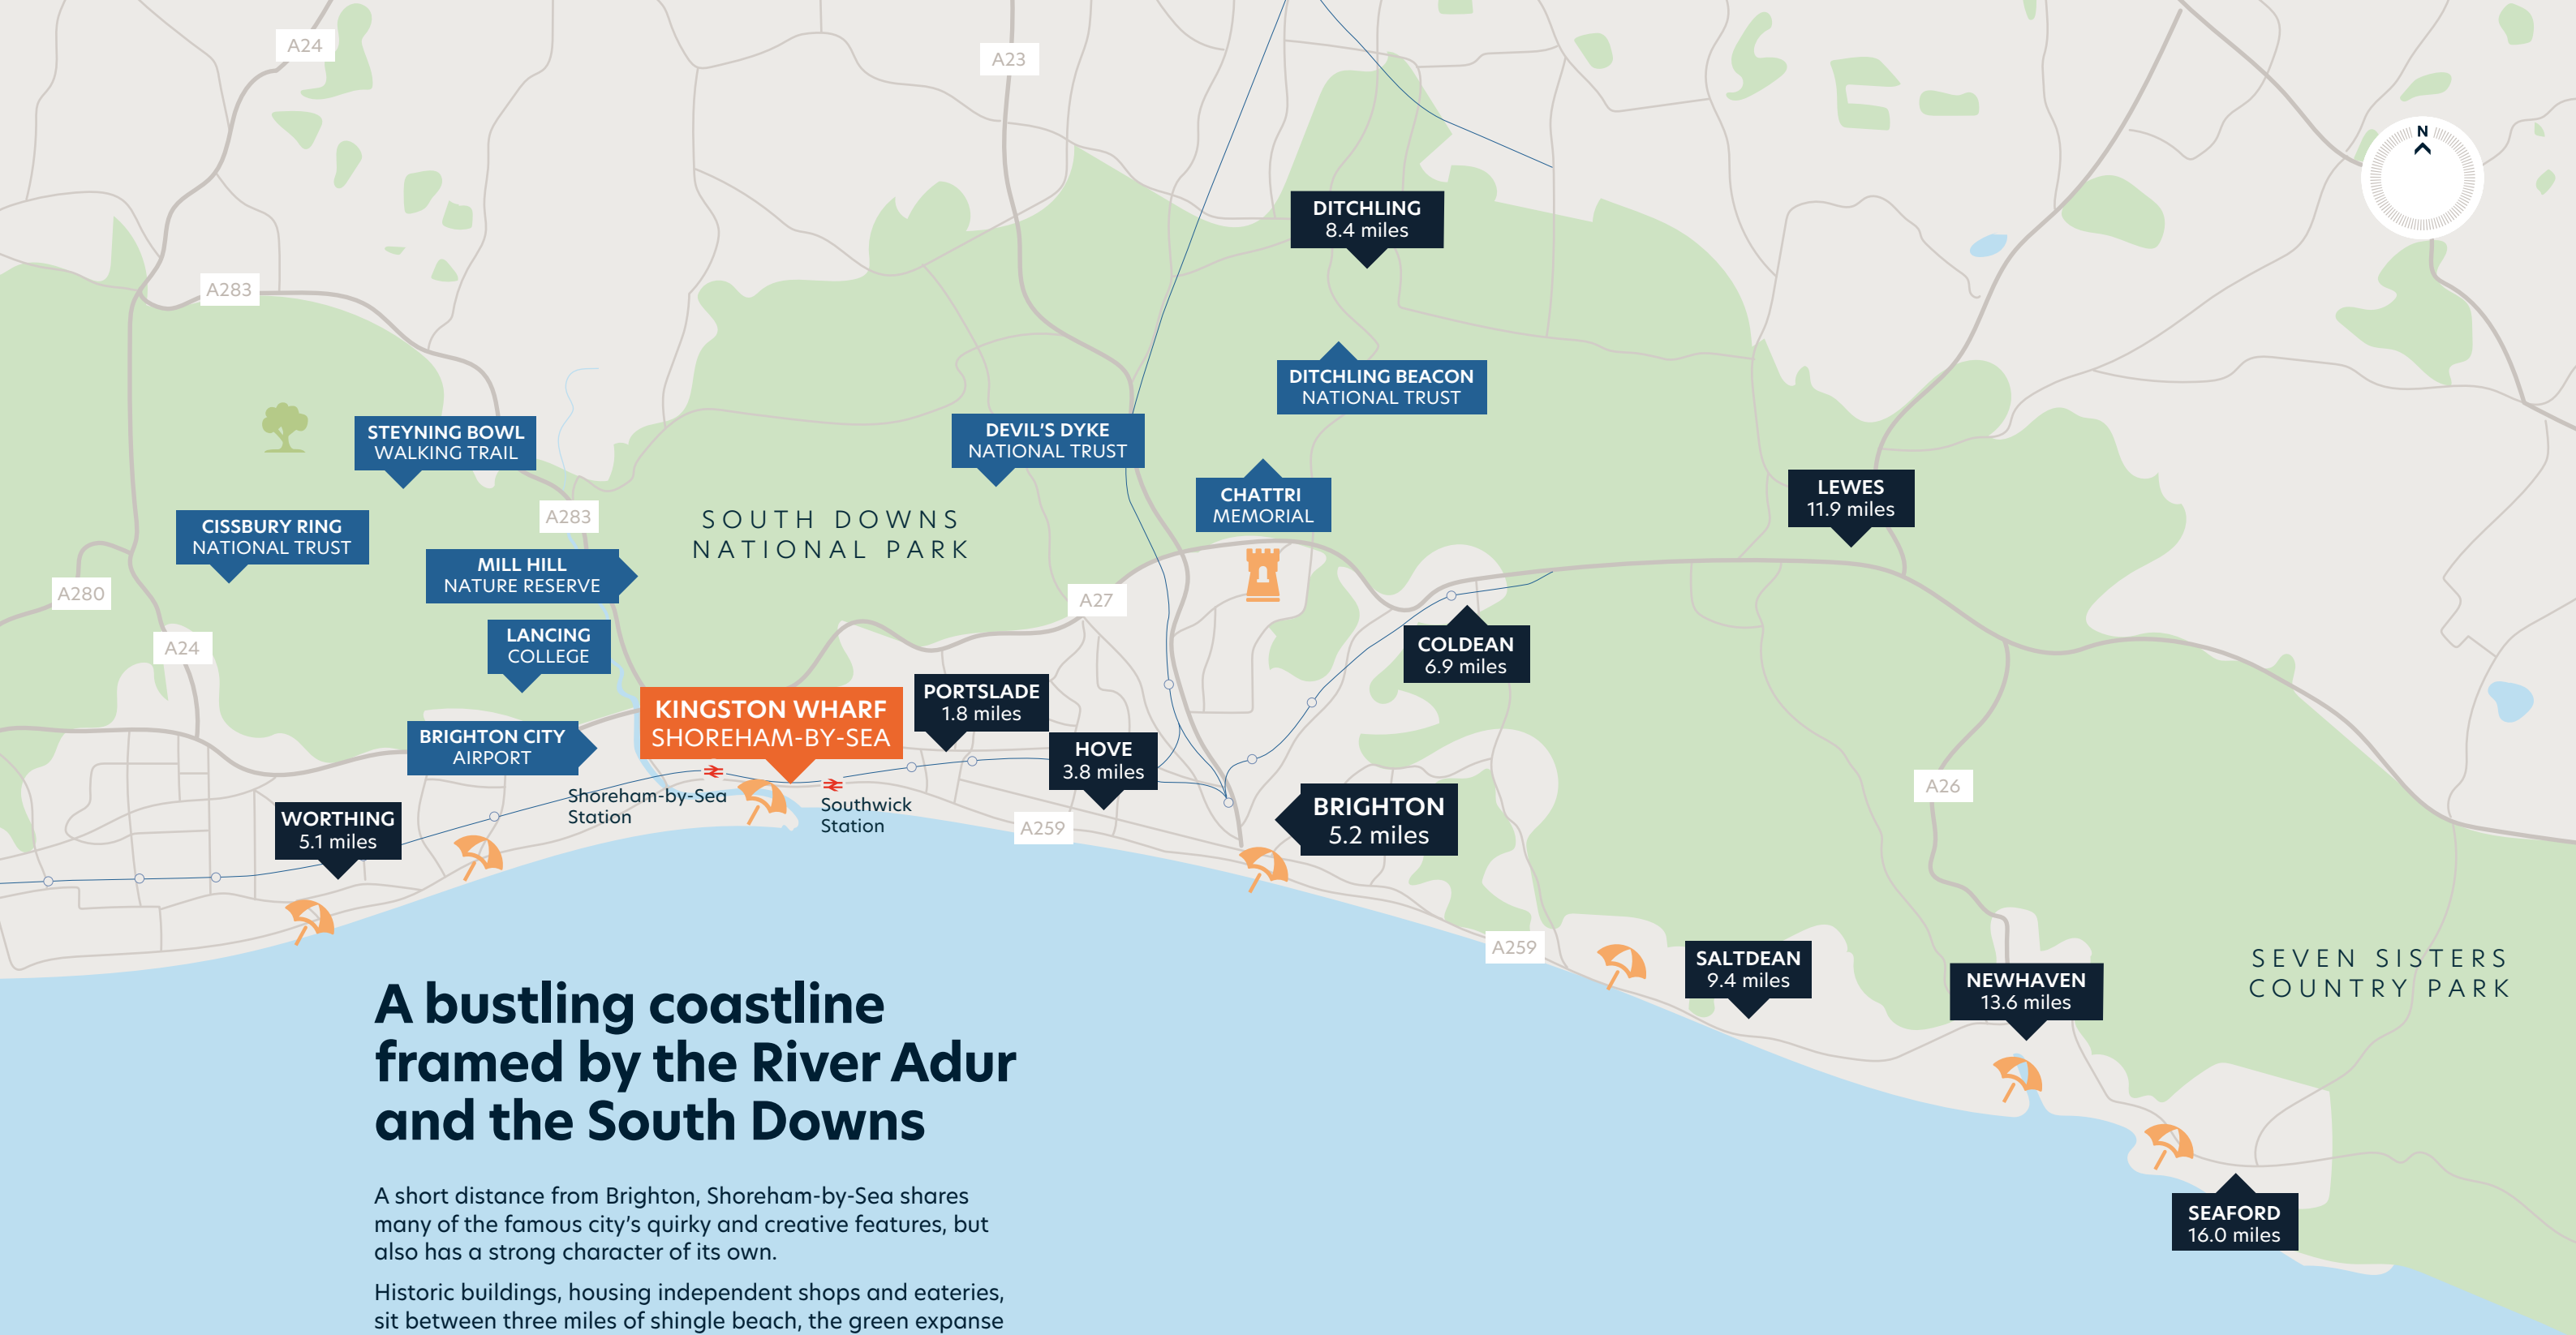 A24
A23
N
DITCHLING
8.4 miles
A283
DITCHLING BEACON
NATIONAL TRUST
STEYNING BOWL
WALKING TRAIL
DEVIL'S DYKE
NATIONAL TRUST
CHATTRI
MEMORIAL
LEWES
11.9 miles
A283
SOUTH DOWNS
NATIONAL PARK
CISSBURY RING
NATIONAL TRUST
MILL HILL
NATURE RESERVE
A280
A27
A24
LANCING
COLLEGE
COLDEAN
6.9 miles
KINGSTON WHARF
SHOREHAM-BY-SEA
PORTSLADE
1.8 miles
BRIGHTON CITY
AIRPORT
HOVE
3.8 miles
A26
Shoreham-by-Sea
Station
Southwick
Station
WORTHING
5.1 miles
A259
BRIGHTON
5.2 miles
A259
SALTDEAN
9.4 miles
NEWHAVEN
13.6 miles
SEVEN SISTERS
COUNTRY PARK
SEAFORD
16.0 miles
A bustling coastline
framed by the River Adur
and the South Downs
A short distance from Brighton, Shoreham-by-Sea shares
many of the famous city's quirky and creative features, but
also has a strong character of its own.
Historic buildings, housing independent shops and eateries,
sit between three miles of shingle beach, the green expanse